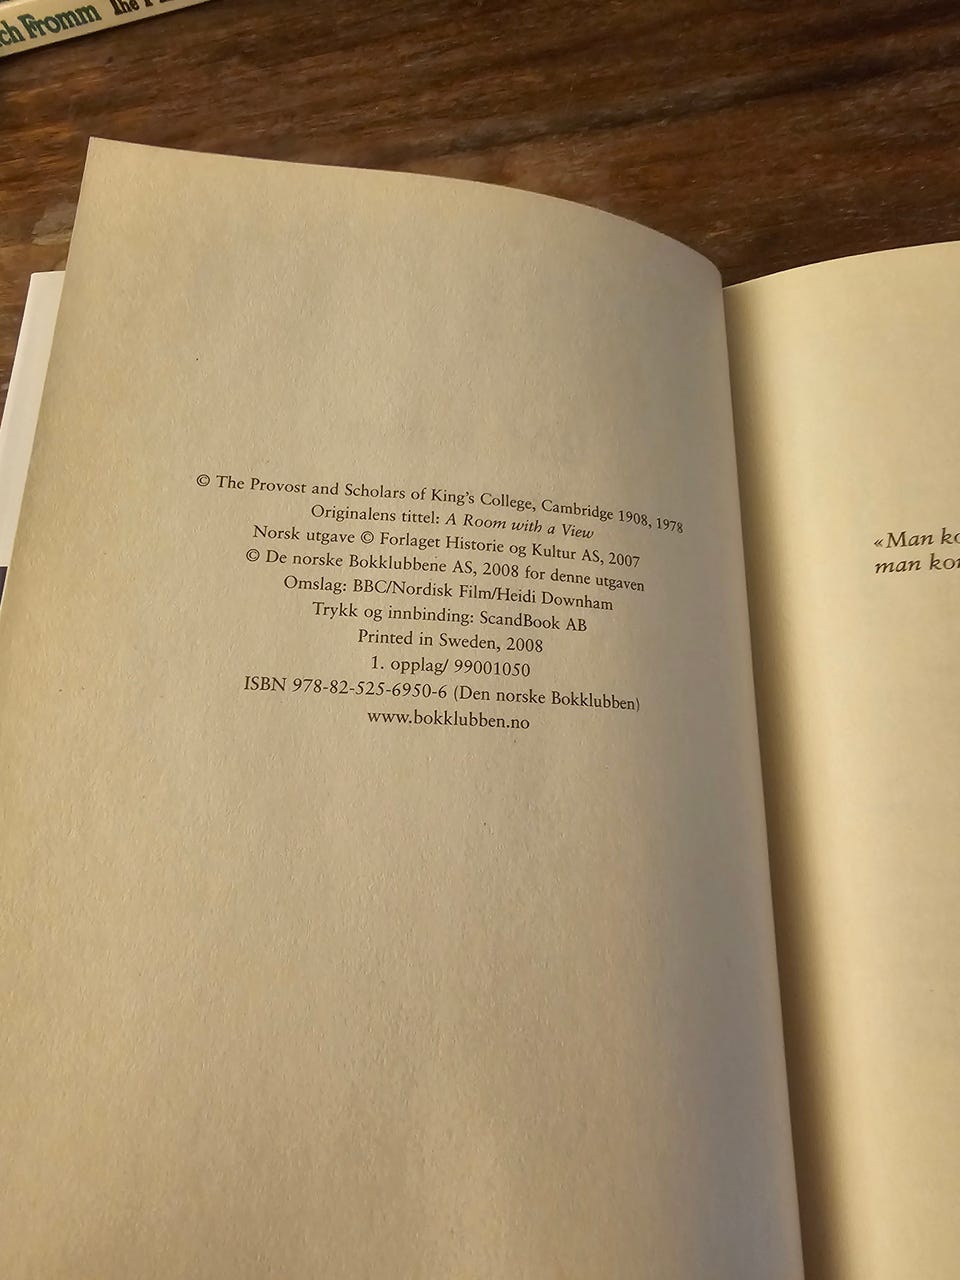 ch Fromm The
© The Provost and Scholars of King's College, Cambridge 1908, 1978
Originalens tittel: A Room with a View
Norsk utgave © Forlaget Historie og Kultur AS, 2007
© De norske Bokklubbene AS, 2008 for denne utgaven
Omslag: BBC/Nordisk Film/Heidi Downham
Trykk og innbinding: ScandBook AB
Printed in Sweden, 2008
1. opplag/ 99001050
ISBN 978-82-525-6950-6 (Den norske Bokklubben)
www.bokklubben.no
«Man
man